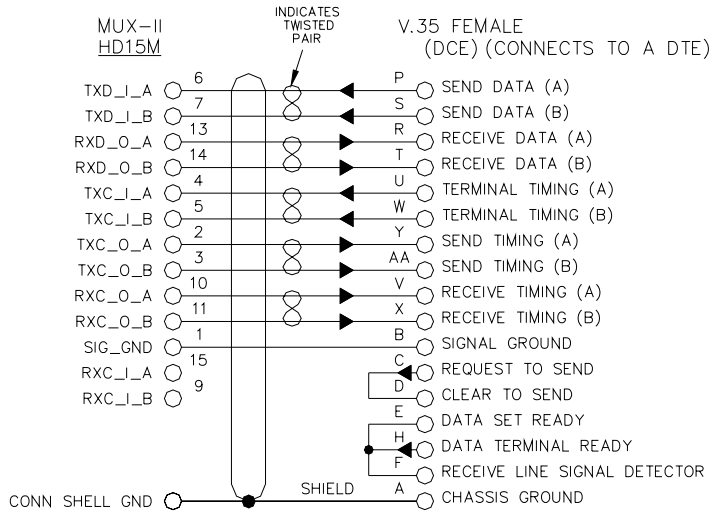 MUX-II
HD15M
INDICATES
TWISTED
PAIR
V.35 FEMALE
(DCE) (CONNECTS TO A DTE)
TXD_I_A 6 P SEND DATA (A)
TXD_I_B 7 S SEND DATA (B)
RXD_O_A 13 R RECEIVE DATA (A)
RXD_O_B 14 T RECEIVE DATA (B)
TXC_I_A 4 U TERMINAL TIMING (A)
TXC_I_B 5 W TERMINAL TIMING (B)
TXC_O_A 2 Y SEND TIMING (A)
TXC_O_B 3 AA SEND TIMING (B)
RXC_O_A 10 V RECEIVE TIMING (A)
RXC_O_B 11 X RECEIVE TIMING (B)
SIG_GND 1 B SIGNAL GROUND
RXC_I_A 15 C REQUEST TO SEND
RXC_I_B 9 D CLEAR TO SEND
E DATA SET READY
H DATA TERMINAL READY
F RECEIVE LINE SIGNAL DETECTOR
CONN SHELL GND SHIELD A CHASSIS GROUND